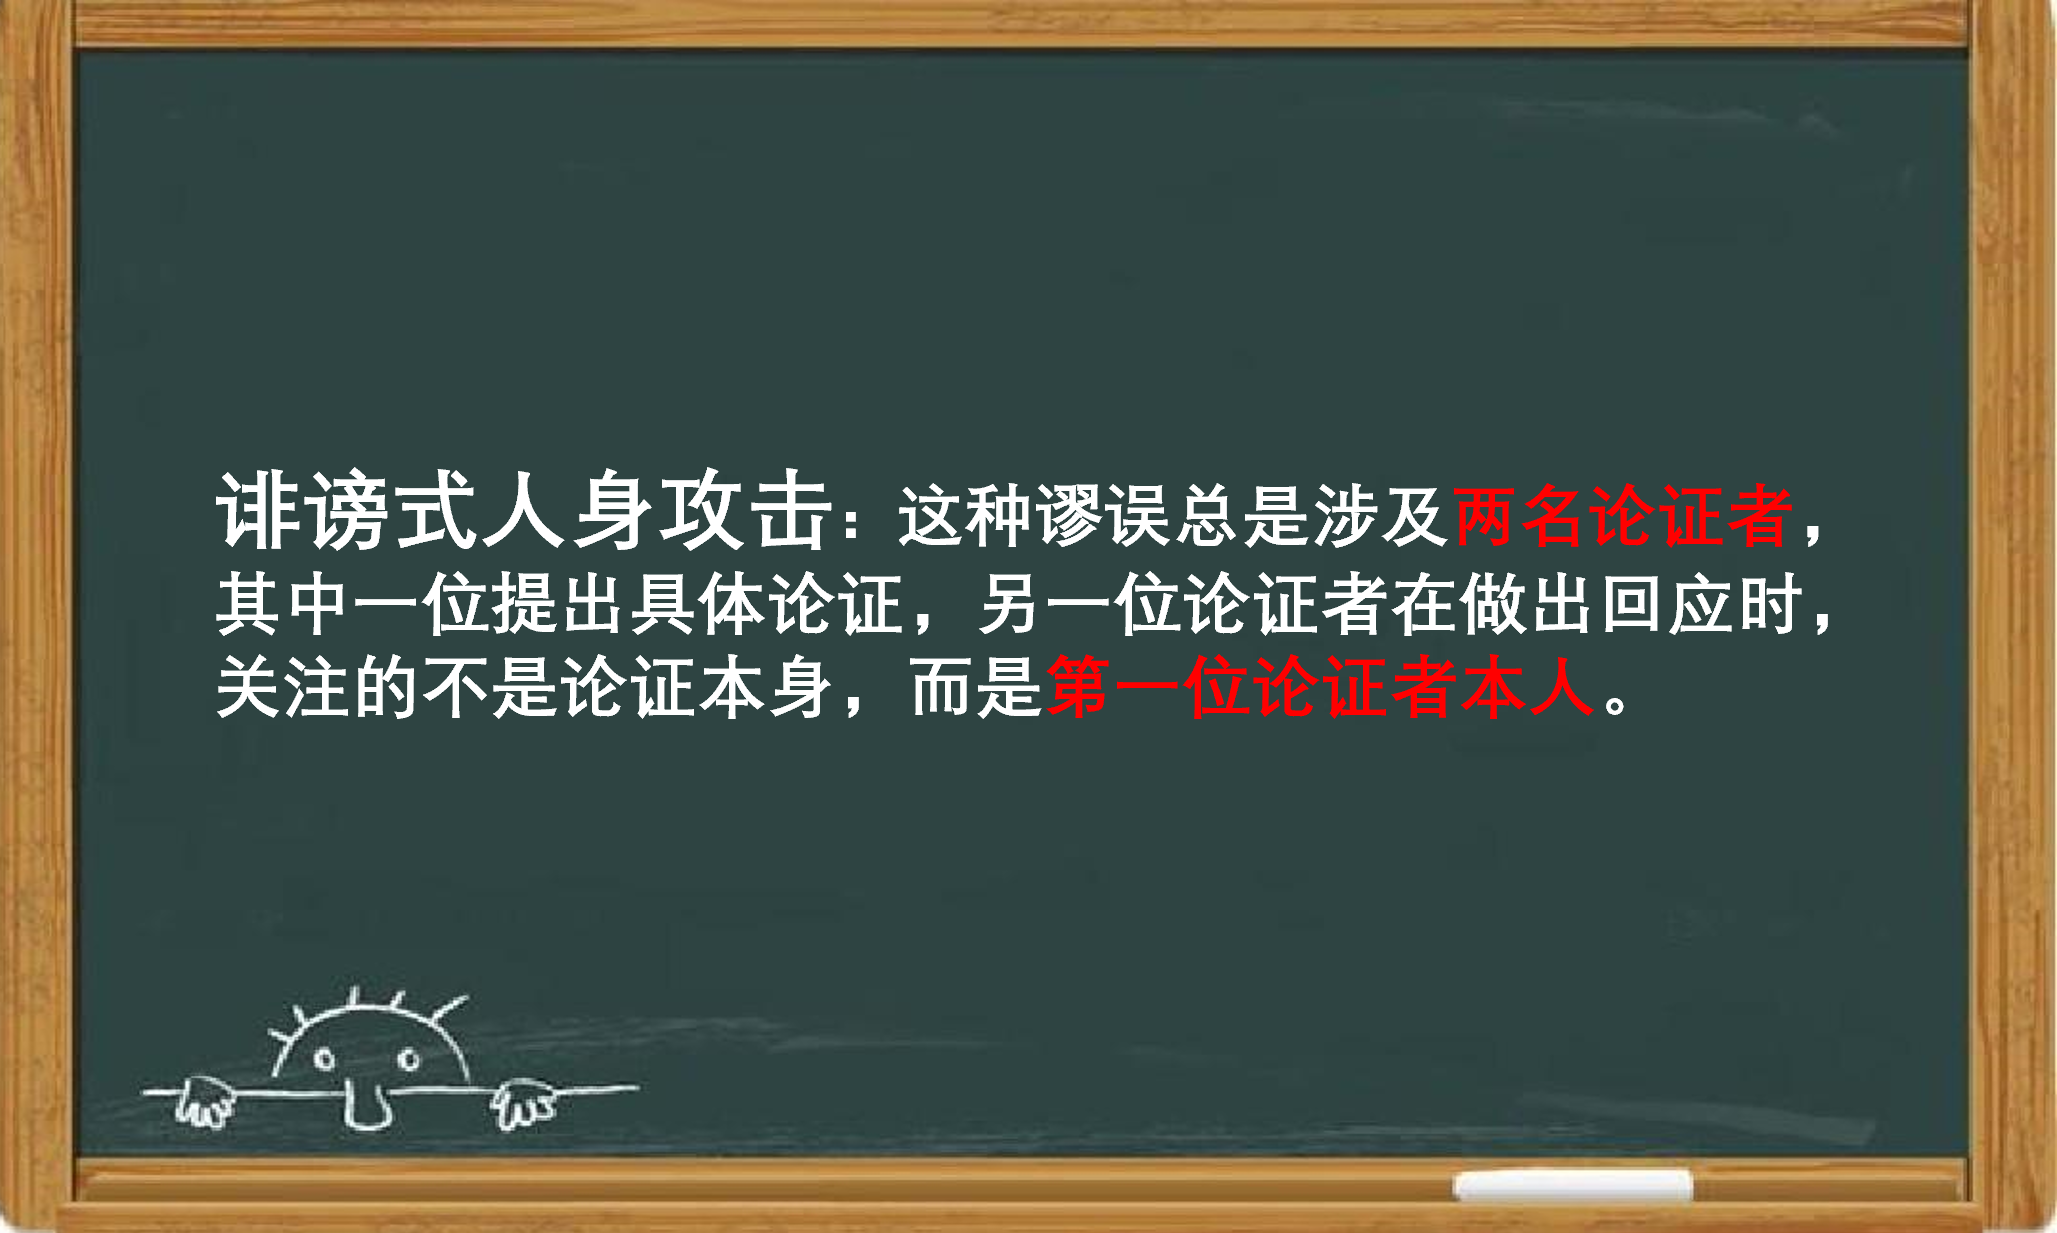 诽谤式人身攻击：这种谬误总是涉及两名论证者，
其中一位提出具体论证，另一位论证者在做出回应时，
关注的不是论证本身，而是第一位论证者本人。